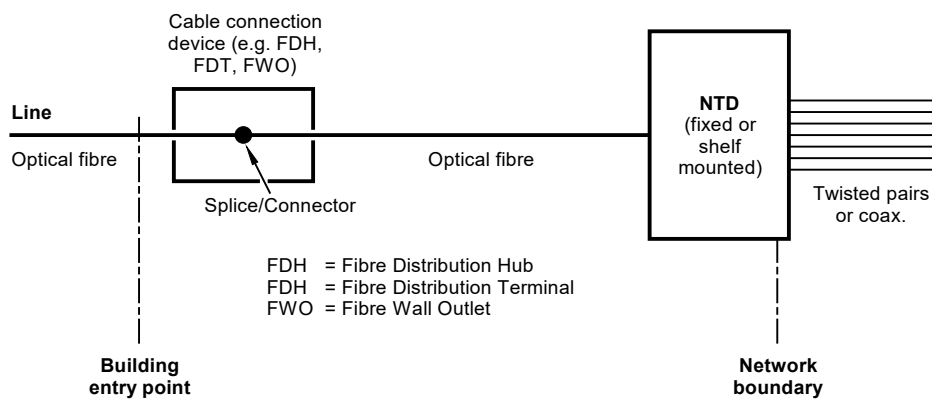 Cable connection
device (e.g. FDH,
FDT, FWO)
Line
Optical fibre
Splice/Connector
Optical fibre
NTD
(fixed or
shelf
mounted)
Twisted pairs
or coax.
FDH = Fibre Distribution Hub
FDH = Fibre Distribution Terminal
FWO = Fibre Wall Outlet
Building
entry point
Network
boundary